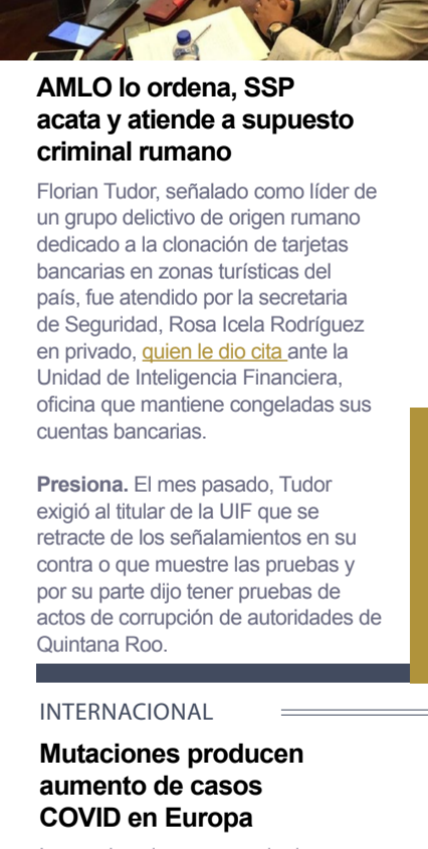 AMLO lo ordena, SSP
acata y atiende a supuesto
criminal rumano
Florian Tudor, señalado como líder de
un grupo delictivo de origen rumano
dedicado a la clonación de tarjetas
bancarias en zonas turísticas del
país, fue atendido por la secretaria
de Seguridad, Rosa Icela Rodríguez
en privado, quien le dio cita ante la
Unidad de Inteligencia Financiera,
oficina que mantiene congeladas sus
cuentas bancarias.
Presiona. El mes pasado, Tudor
exigió al titular de la UIF que se
retracte de los señalamientos en su
contra o que muestre las pruebas y
por su parte dijo tener pruebas de
actos de corrupción de autoridades de
Quintana Roo.
INTERNACIONAL
Mutaciones producen
aumento de casos
COVID en Europa